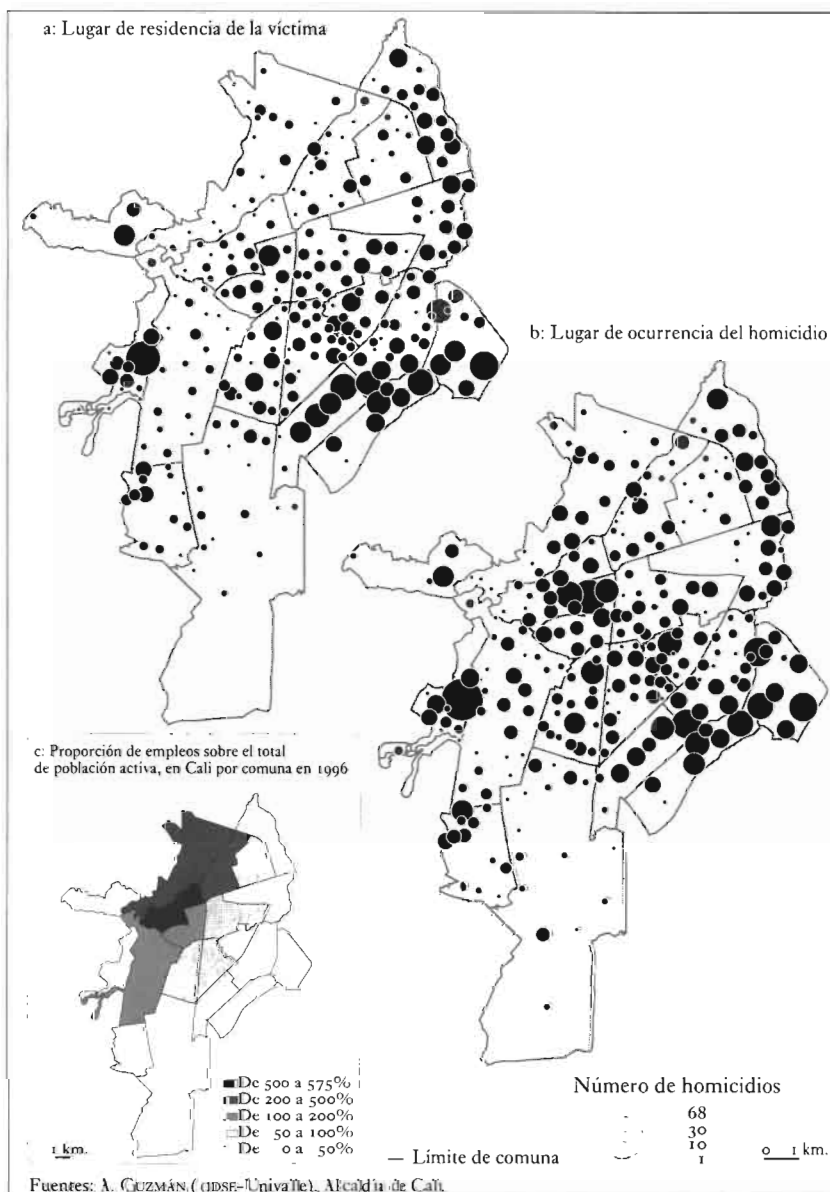 a: Lugar de residencia de la víctima
b: Lugar de ocurrencia del homicidio
c: Proporción de empleos sobre el total
de población activa, en Cali por comuna en 1996
De 500 a 575%
De 200 a 500%
De 100 a 200%
De 50 a 100%
De 0 a 50%
1 km.
Límite de comuna
Número de homicidios
68
30
10
1
0 1 km.
Fuentes: A. GUZMÁN (CIDSE-Univalle), Alcaldía de Cali.